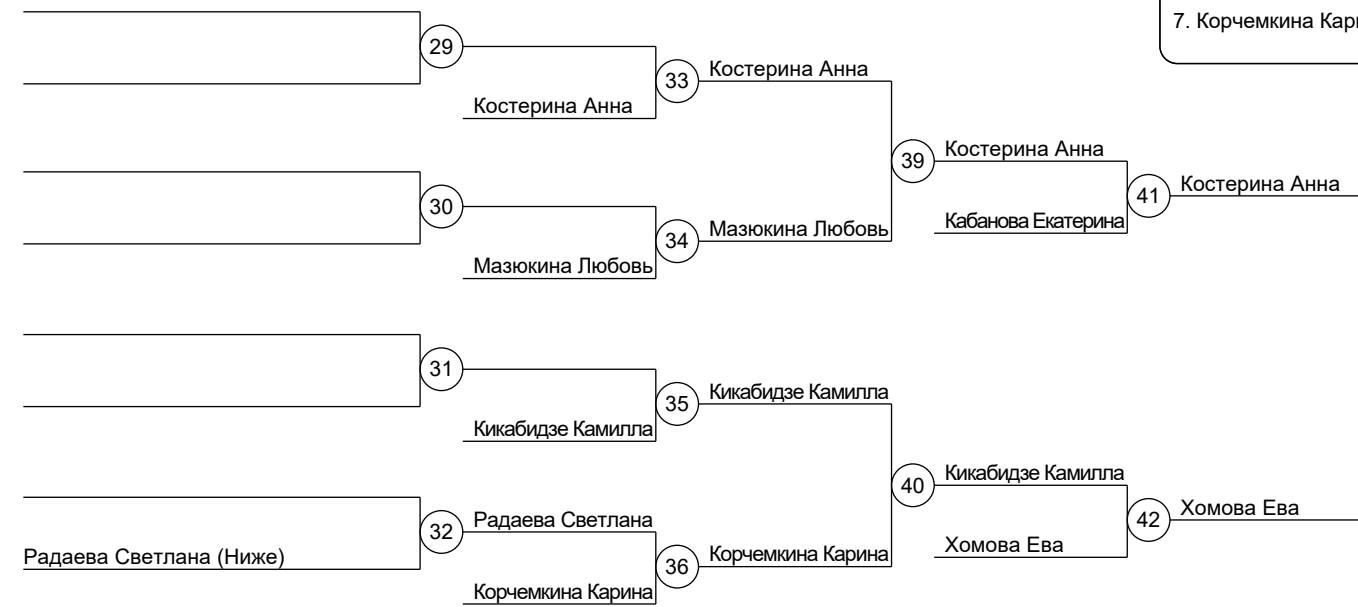 7. Корчемкина Кари
29
33
Костерина Анна
Костерина Анна
39
Костерина Анна
41
Костерина Анна
30
34
Мазюкина Любовь
Кабанова Екатерина
Мазюкина Любовь
31
35
Кикабидзе Камилла
Кикабидзе Камилла
40
Кикабидзе Камилла
42
Хомова Ева
32
Радаева Светлана
36
Корчемкина Карина
Хомова Ева
Радаева Светлана (Ниже)
Корчемкина Карина